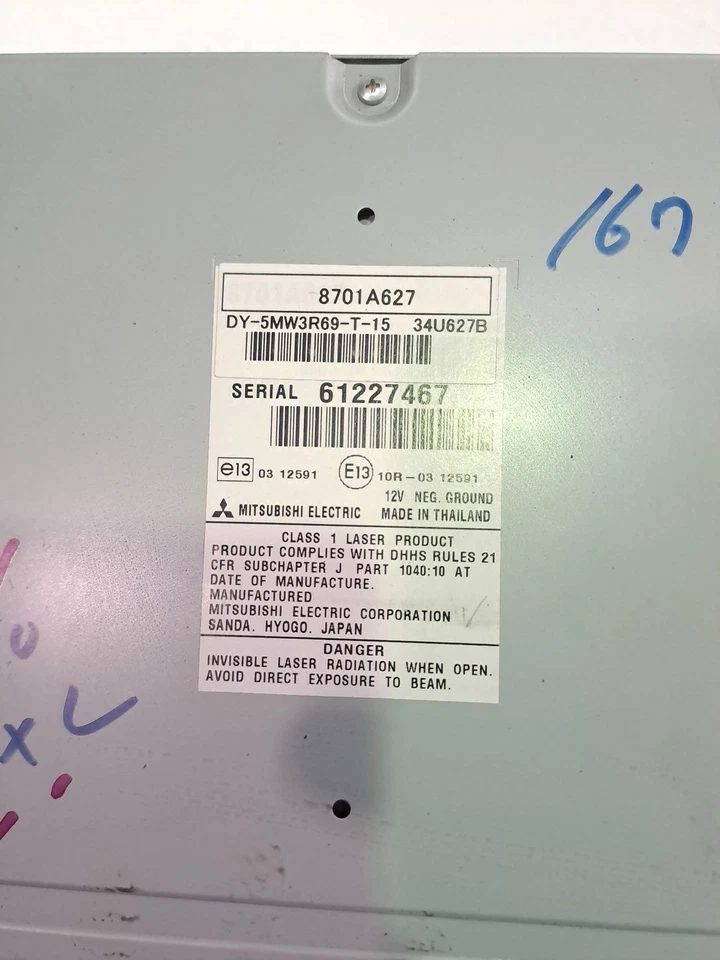 167
8701A627
DY-5MW3R69-T-15 34U627B
SERIAL 61227467
e13 03 12591 E13 10R-03 12591
12V NEG. GROUND
MITSUBISHI ELECTRIC MADE IN THAILAND
CLASS 1 LASER PRODUCT
PRODUCT COMPLIES WITH DHHS RULES 21
CFR SUBCHAPTER J PART 1040:10 AT
DATE OF MANUFACTURE.
MANUFACTURED
MITSUBISHI ELECTRIC CORPORATION
SANDA. HYOGO. JAPAN
DANGER
INVISIBLE LASER RADIATION WHEN OPEN.
AVOID DIRECT EXPOSURE TO BEAM.